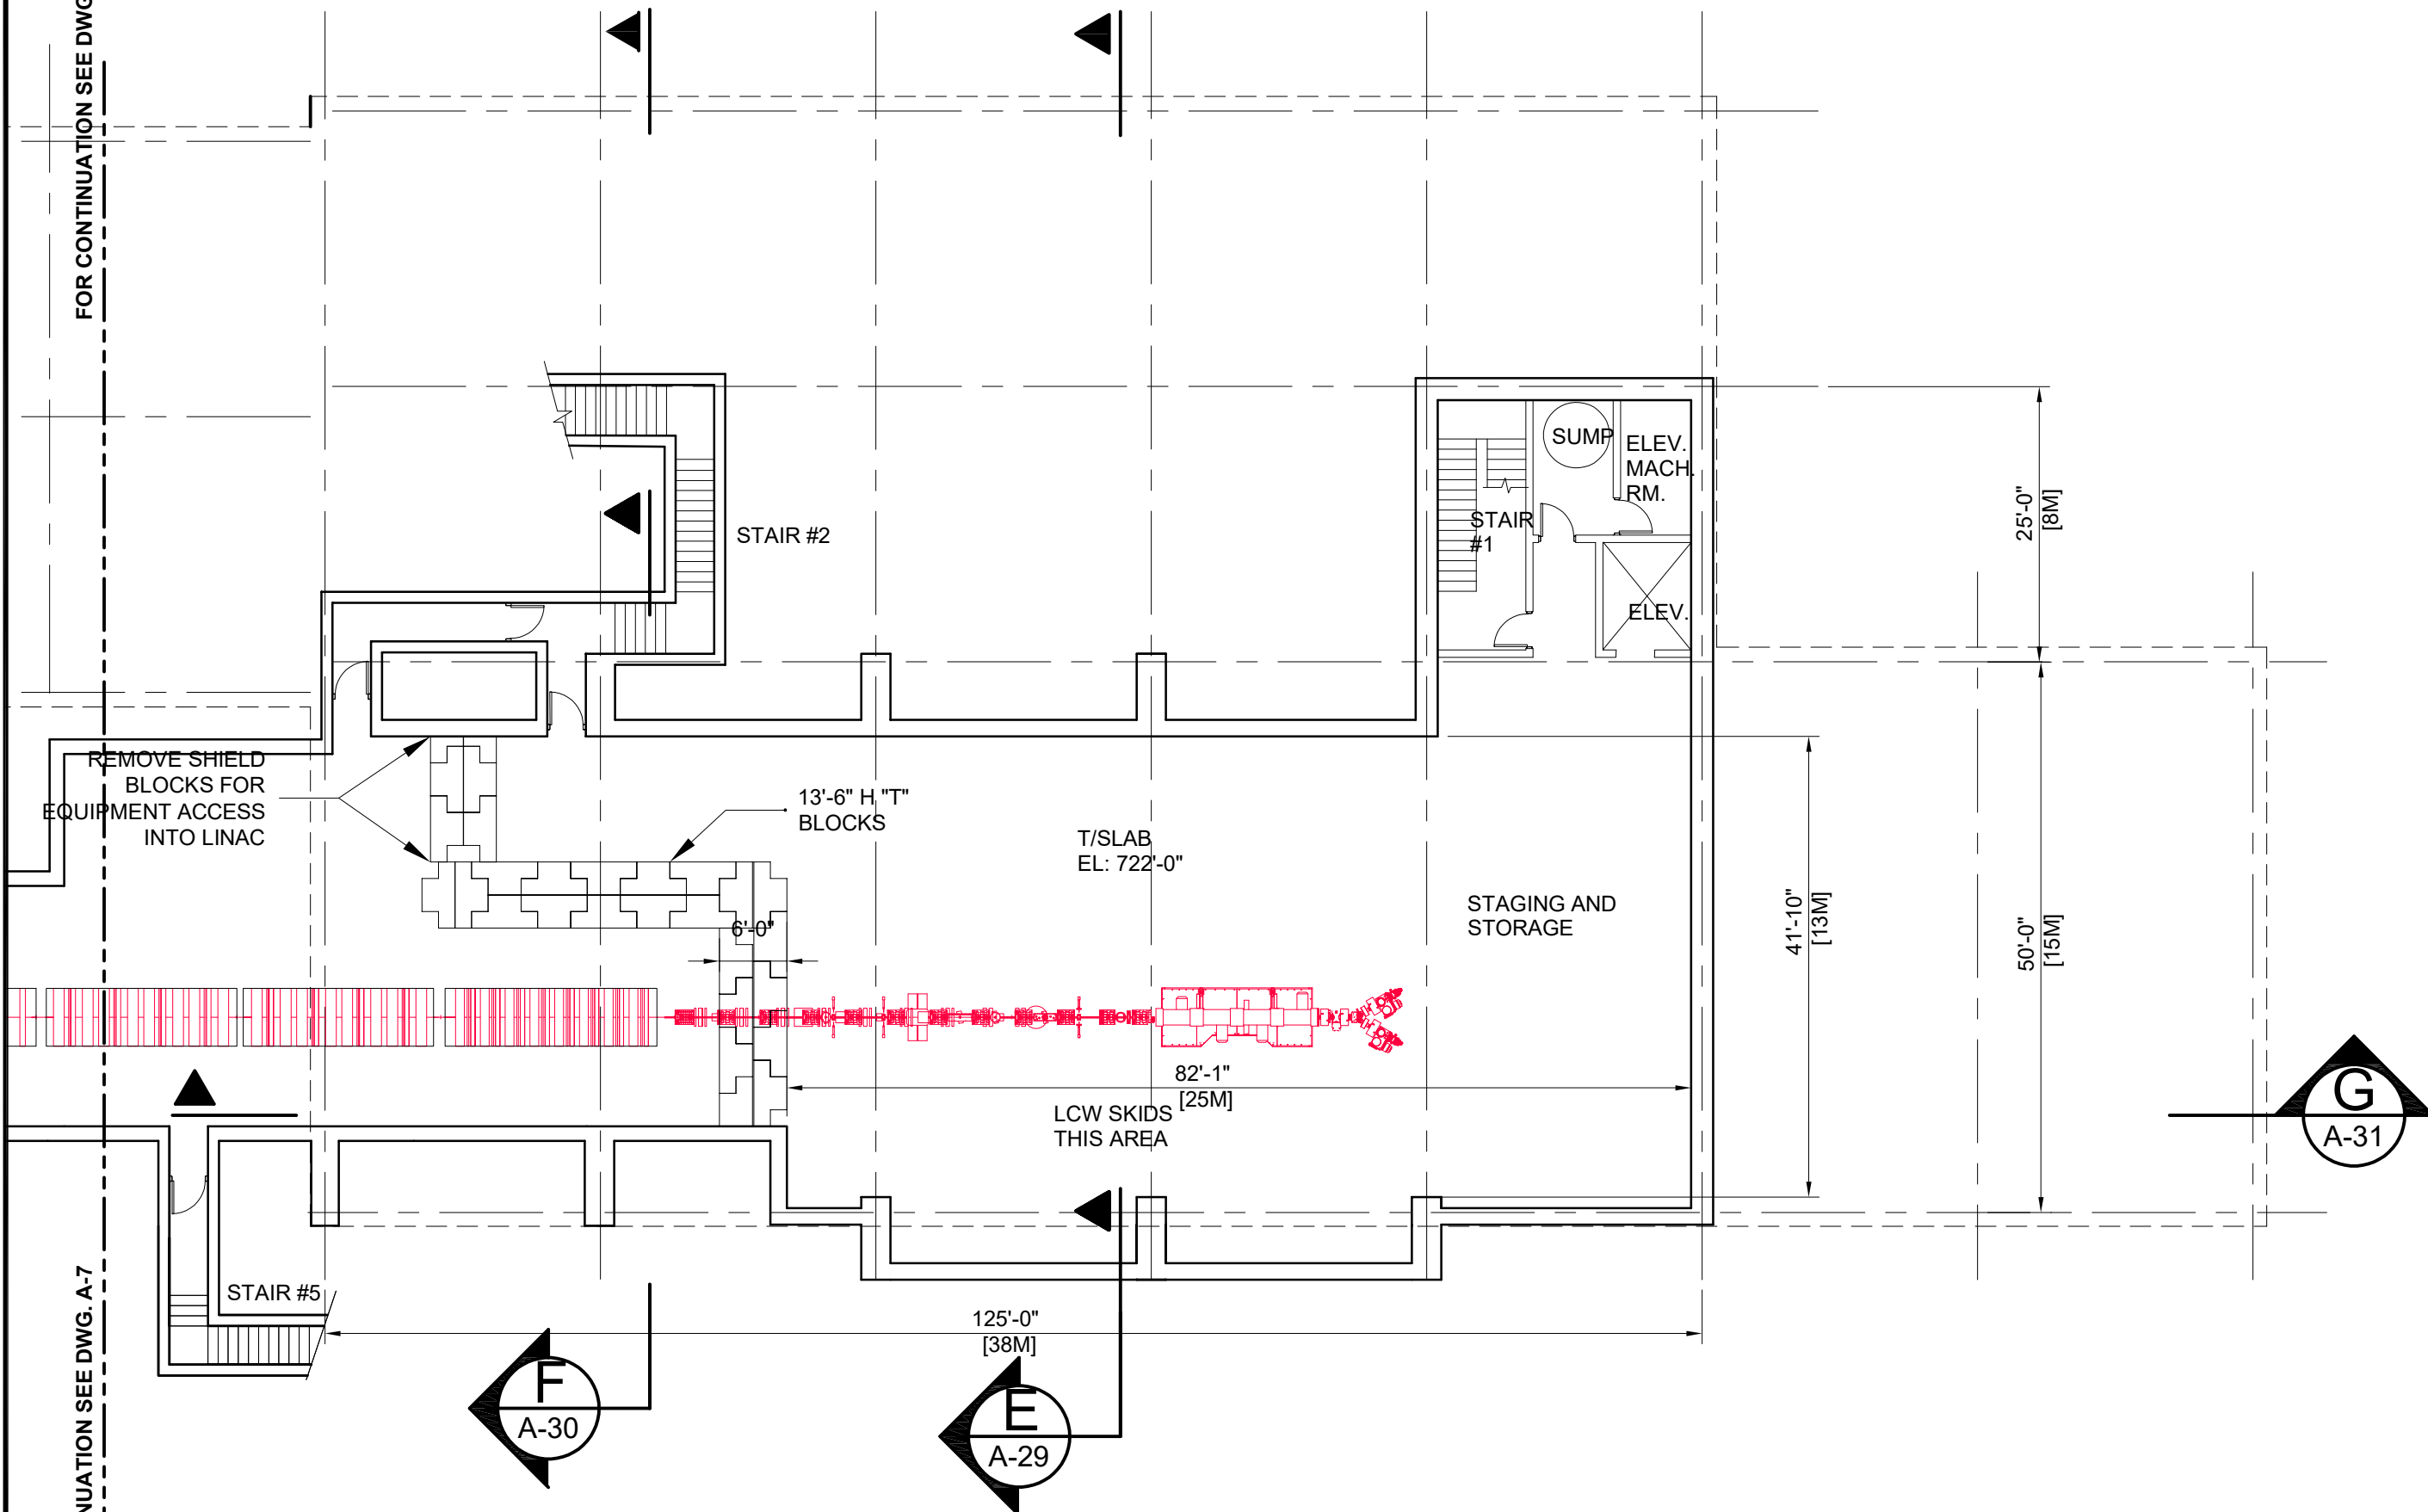 FOR CONTINUATION SEE DWG
SUMP
ELEV.
MACH.
RM.
STAIR
#1
ELEV.
STAIR #2
25'-0"
[8M]
REMOVE SHIELD
BLOCKS FOR
EQUIPMENT ACCESS
INTO LINAC
13'-6" H "T"
BLOCKS
T/SLAB
EL: 722'-0"
STAGING AND
STORAGE
6'-0"
41'-10"
[13M]
50'-0"
[15M]
82'-1"
[25M]
LCW SKIDS
THIS AREA
G
A-31
STAIR #5
NUATION SEE DWG. A-7
125'-0"
[38M]
F
A-30
E
A-29